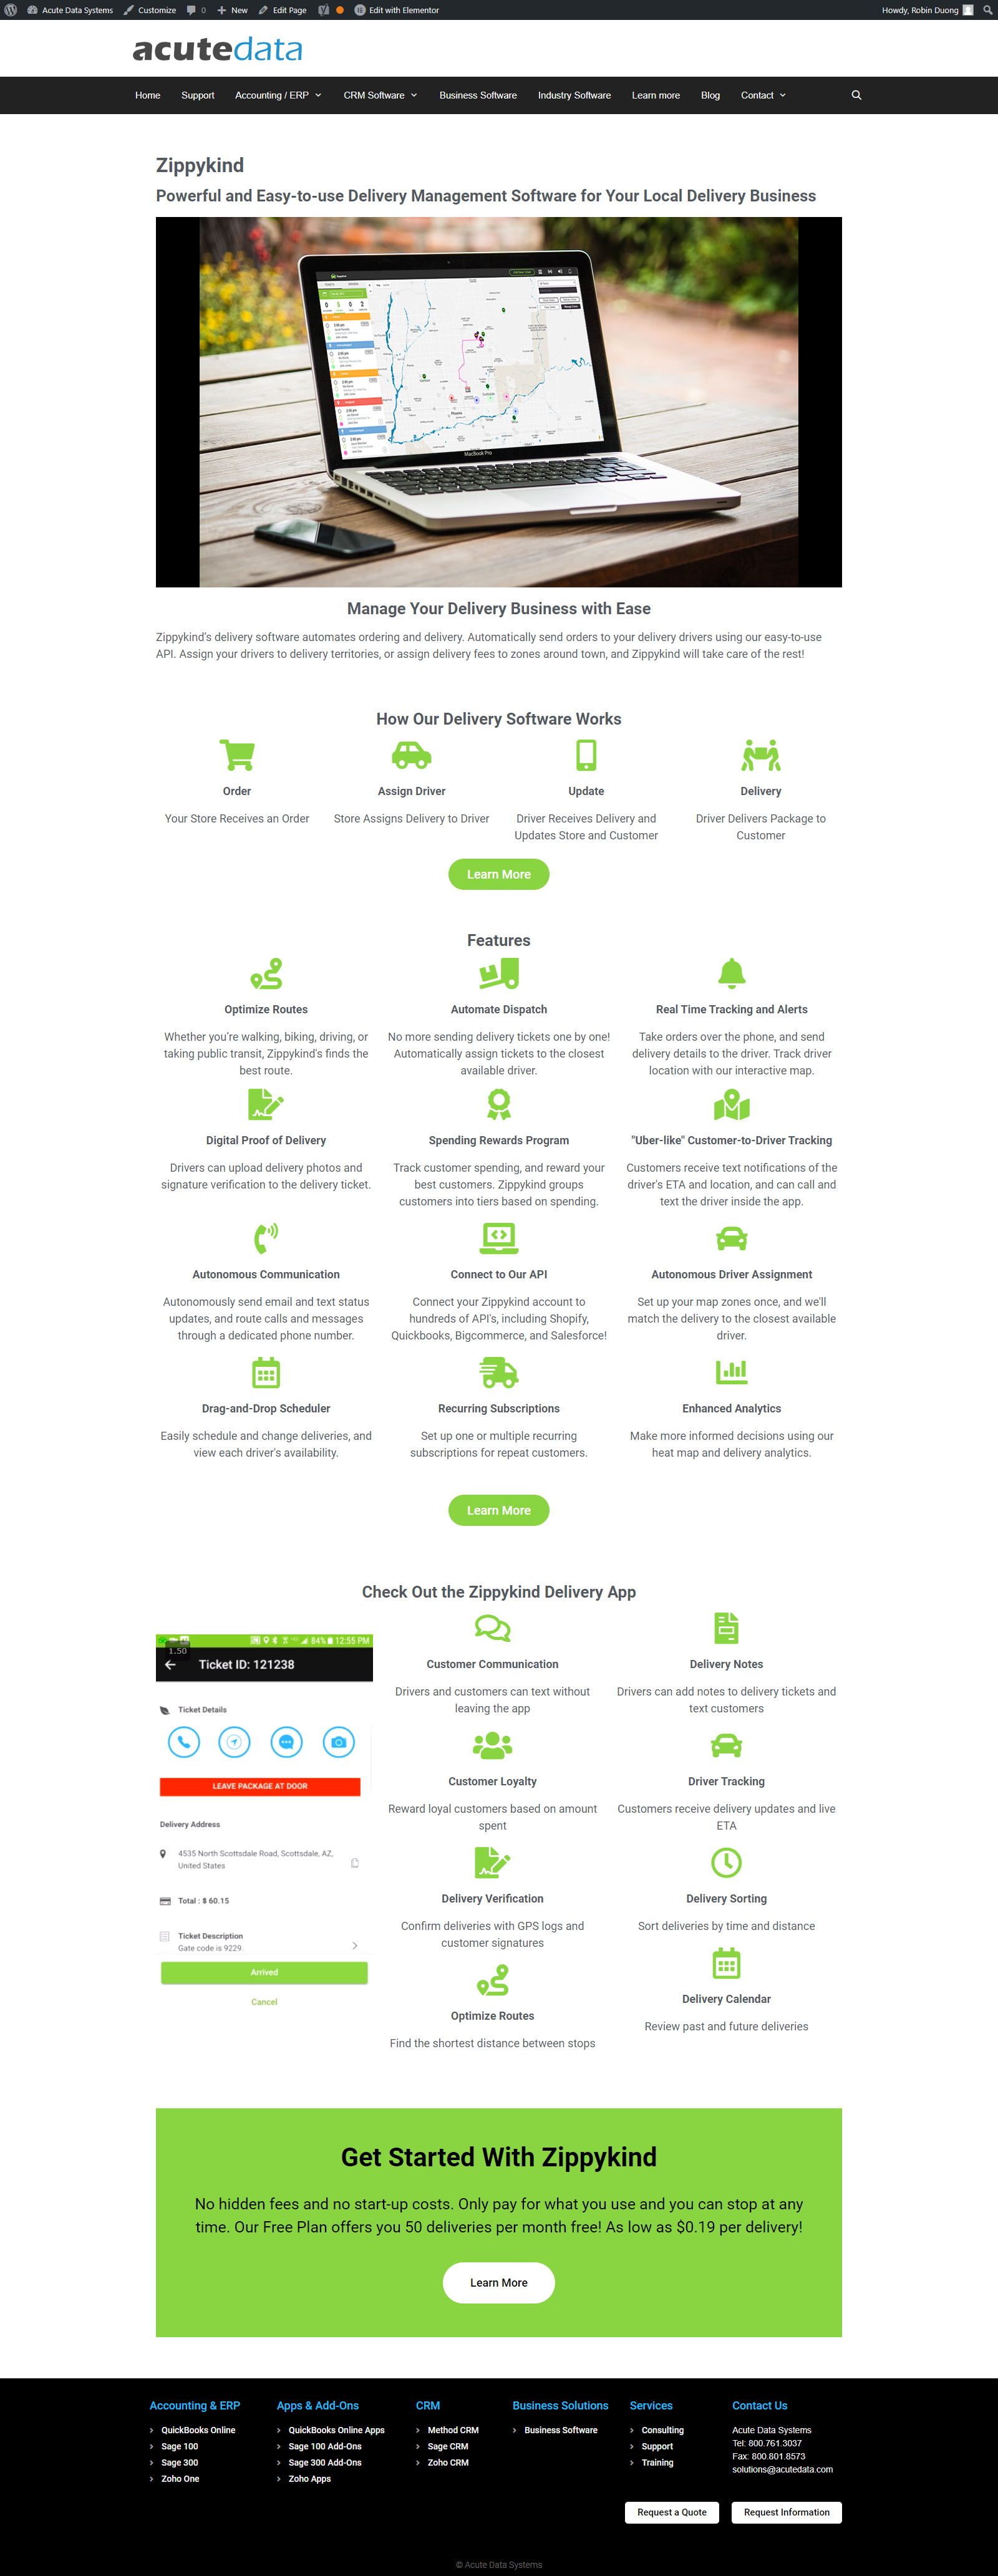 Acute Data Systems Customize 0 New Edit Page Edit with Elementor Howdy, Robin Duong
acutedata
Home Support Accounting / ERP CRM Software Business Software Industry Software Learn more Blog Contact
Zippykind
Powerful and Easy-to-use Delivery Management Software for Your Local Delivery Business
MacBook Pro
Manage Your Delivery Business with Ease
Zippykind's delivery software automates ordering and delivery. Automatically send orders to your delivery drivers using our easy-to-use
API. Assign your drivers to delivery territories, or assign delivery fees to zones around town, and Zippykind will take care of the rest!
How Our Delivery Software Works
Order
Your Store Receives an Order
Assign Driver
Store Assigns Delivery to Driver
Update
Driver Receives Delivery and
Updates Store and Customer
Delivery
Driver Delivers Package to
Customer
Learn More
Features
Optimize Routes
Whether you're walking, biking, driving, or
taking public transit, Zippykind's finds the
best route.
Automate Dispatch
No more sending delivery tickets one by one!
Automatically assign tickets to the closest
available driver.
Real Time Tracking and Alerts
Take orders over the phone, and send
delivery details to the driver. Track driver
location with our interactive map.
Digital Proof of Delivery
Drivers can upload delivery photos and
signature verification to the delivery ticket.
Spending Rewards Program
Track customer spending, and reward your
best customers. Zippykind groups
customers into tiers based on spending.
"Uber-like" Customer-to-Driver Tracking
Customers receive text notifications of the
driver's ETA and location, and can call and
text the driver inside the app.
Autonomous Communication
Autonomously send email and text status
updates, and route calls and messages
through a dedicated phone number.
Connect to Our API
Connect your Zippykind account to
hundreds of API's, including Shopify,
Quickbooks, Bigcommerce, and Salesforce!
Autonomous Driver Assignment
Set up your map zones once, and we'll
match the delivery to the closest available
driver.
Drag-and-Drop Scheduler
Easily schedule and change deliveries, and
view each driver's availability.
Recurring Subscriptions
Set up one or multiple recurring
subscriptions for repeat customers.
Enhanced Analytics
Make more informed decisions using our
heat map and delivery analytics.
Learn More
Check Out the Zippykind Delivery App
84% 12:55 PM
1.50
Ticket ID: 121238
Ticket Details
LEAVE PACKAGE AT DOOR
Delivery Address
4535 North Scottsdale Road, Scottsdale, AZ,
United States
Total : $ 60.15
Ticket Description
Gate code is 9229
Arrived
Cancel
Customer Communication
Drivers and customers can text without
leaving the app
Customer Loyalty
Reward loyal customers based on amount
spent
Delivery Verification
Confirm deliveries with GPS logs and
customer signatures
Optimize Routes
Find the shortest distance between stops
Delivery Notes
Drivers can add notes to delivery tickets and
text customers
Driver Tracking
Customers receive delivery updates and live
ETA
Delivery Sorting
Sort deliveries by time and distance
Delivery Calendar
Review past and future deliveries
Get Started With Zippykind
No hidden fees and no start-up costs. Only pay for what you use and you can stop at any
time. Our Free Plan offers you 50 deliveries per month free! As low as $0.19 per delivery!
Learn More
Accounting & ERP
QuickBooks Online
Sage 100
Sage 300
Zoho One
Apps & Add-Ons
QuickBooks Online Apps
Sage 100 Add-Ons
Sage 300 Add-Ons
Zoho Apps
CRM
Method CRM
Sage CRM
Zoho CRM
Business Solutions
Business Software
Services
Consulting
Support
Training
Contact Us
Acute Data Systems
Tel: 800.761.3037
Fax: 800.801.8573
solutions@acutedata.com
Request a Quote
Request Information
© Acute Data Systems